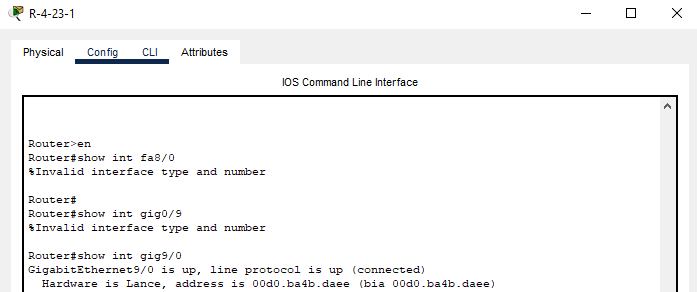 R-4-23-1
Physical Config CLI Attributes
IOS Command Line Interface
Router>en
Router#show int fa8/0
%Invalid interface type and number
Router#
Router#show int gig0/9
%Invalid interface type and number
Router#show int gig9/0
GigabitEthernet9/0 is up, line protocol is up (connected)
Hardware is Lance, address is 00d0.ba4b.daee (bia 00d0.ba4b.daee)